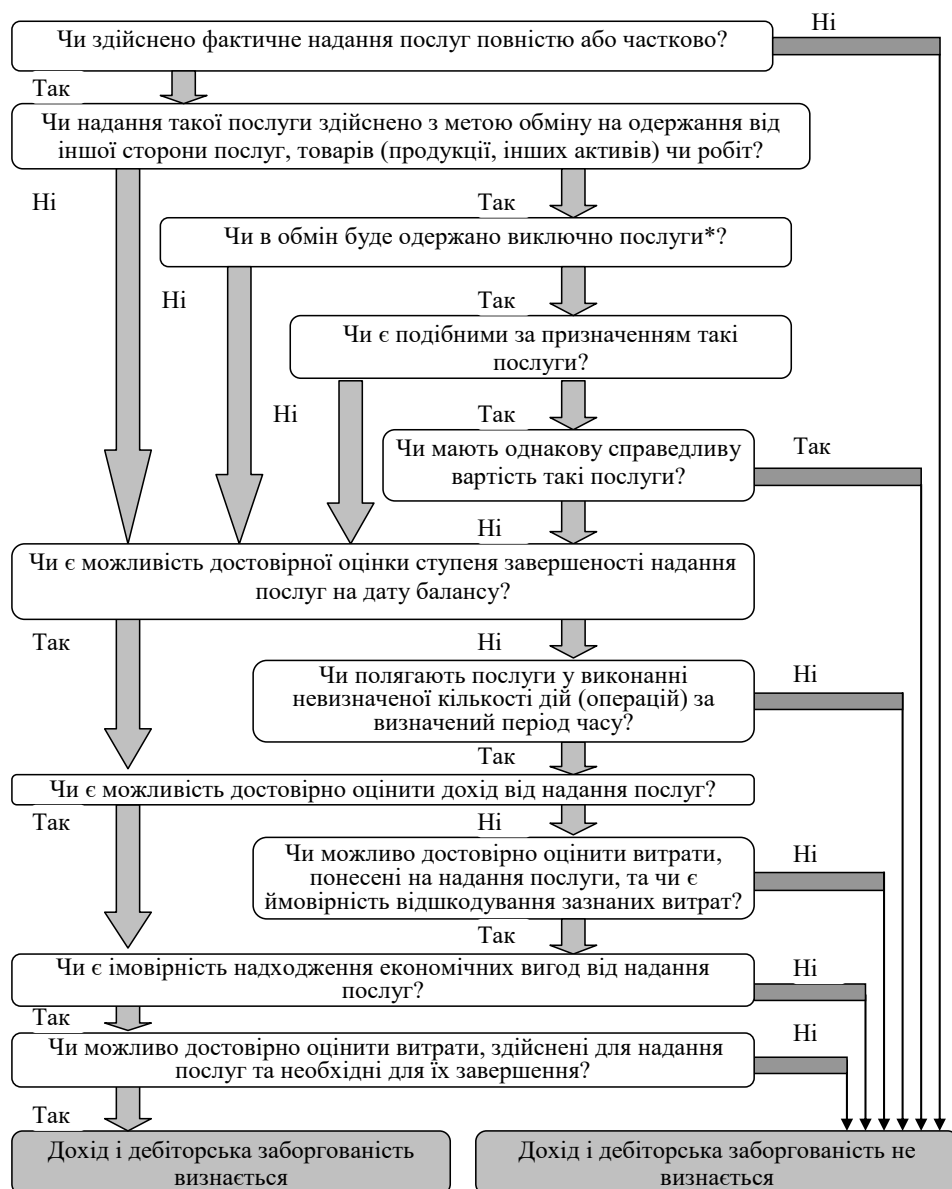 Ні
Чи здійснено фактичне надання послуг повністю або частково?
Так
Чи надання такої послуги здійснено з метою обміну на одержання від
іншої сторони послуг, товарів (продукції, інших активів) чи робіт?
Ні
Так
Чи в обмін буде одержано виключно послуги*?
Ні
Так
Чи є подібними за призначенням такі
послуги?
Ні
Так
Чи мають однакову справедливу
вартість такі послуги?
Так
Ні
Чи є можливість достовірної оцінки ступеня завершеності надання
послуг на дату балансу?
Так
Ні
Чи полягають послуги у виконанні
невизначеної кількості дій (операцій) за
визначений період часу?
Ні
Так
Чи є можливість достовірно оцінити дохід від надання послуг?
Так
Ні
Чи можливо достовірно оцінити витрати,
понесені на надання послуги, та чи є
ймовірність відшкодування зазнаних витрат?
Ні
Так
Чи є імовірність надходження економічних вигод від надання
послуг?
Ні
Так
Чи можливо достовірно оцінити витрати, здійснені для надання
послуг та необхідні для їх завершення?
Ні
Так
Дохід і дебіторська заборгованість
визнається
Дохід і дебіторська заборгованість не
визнається